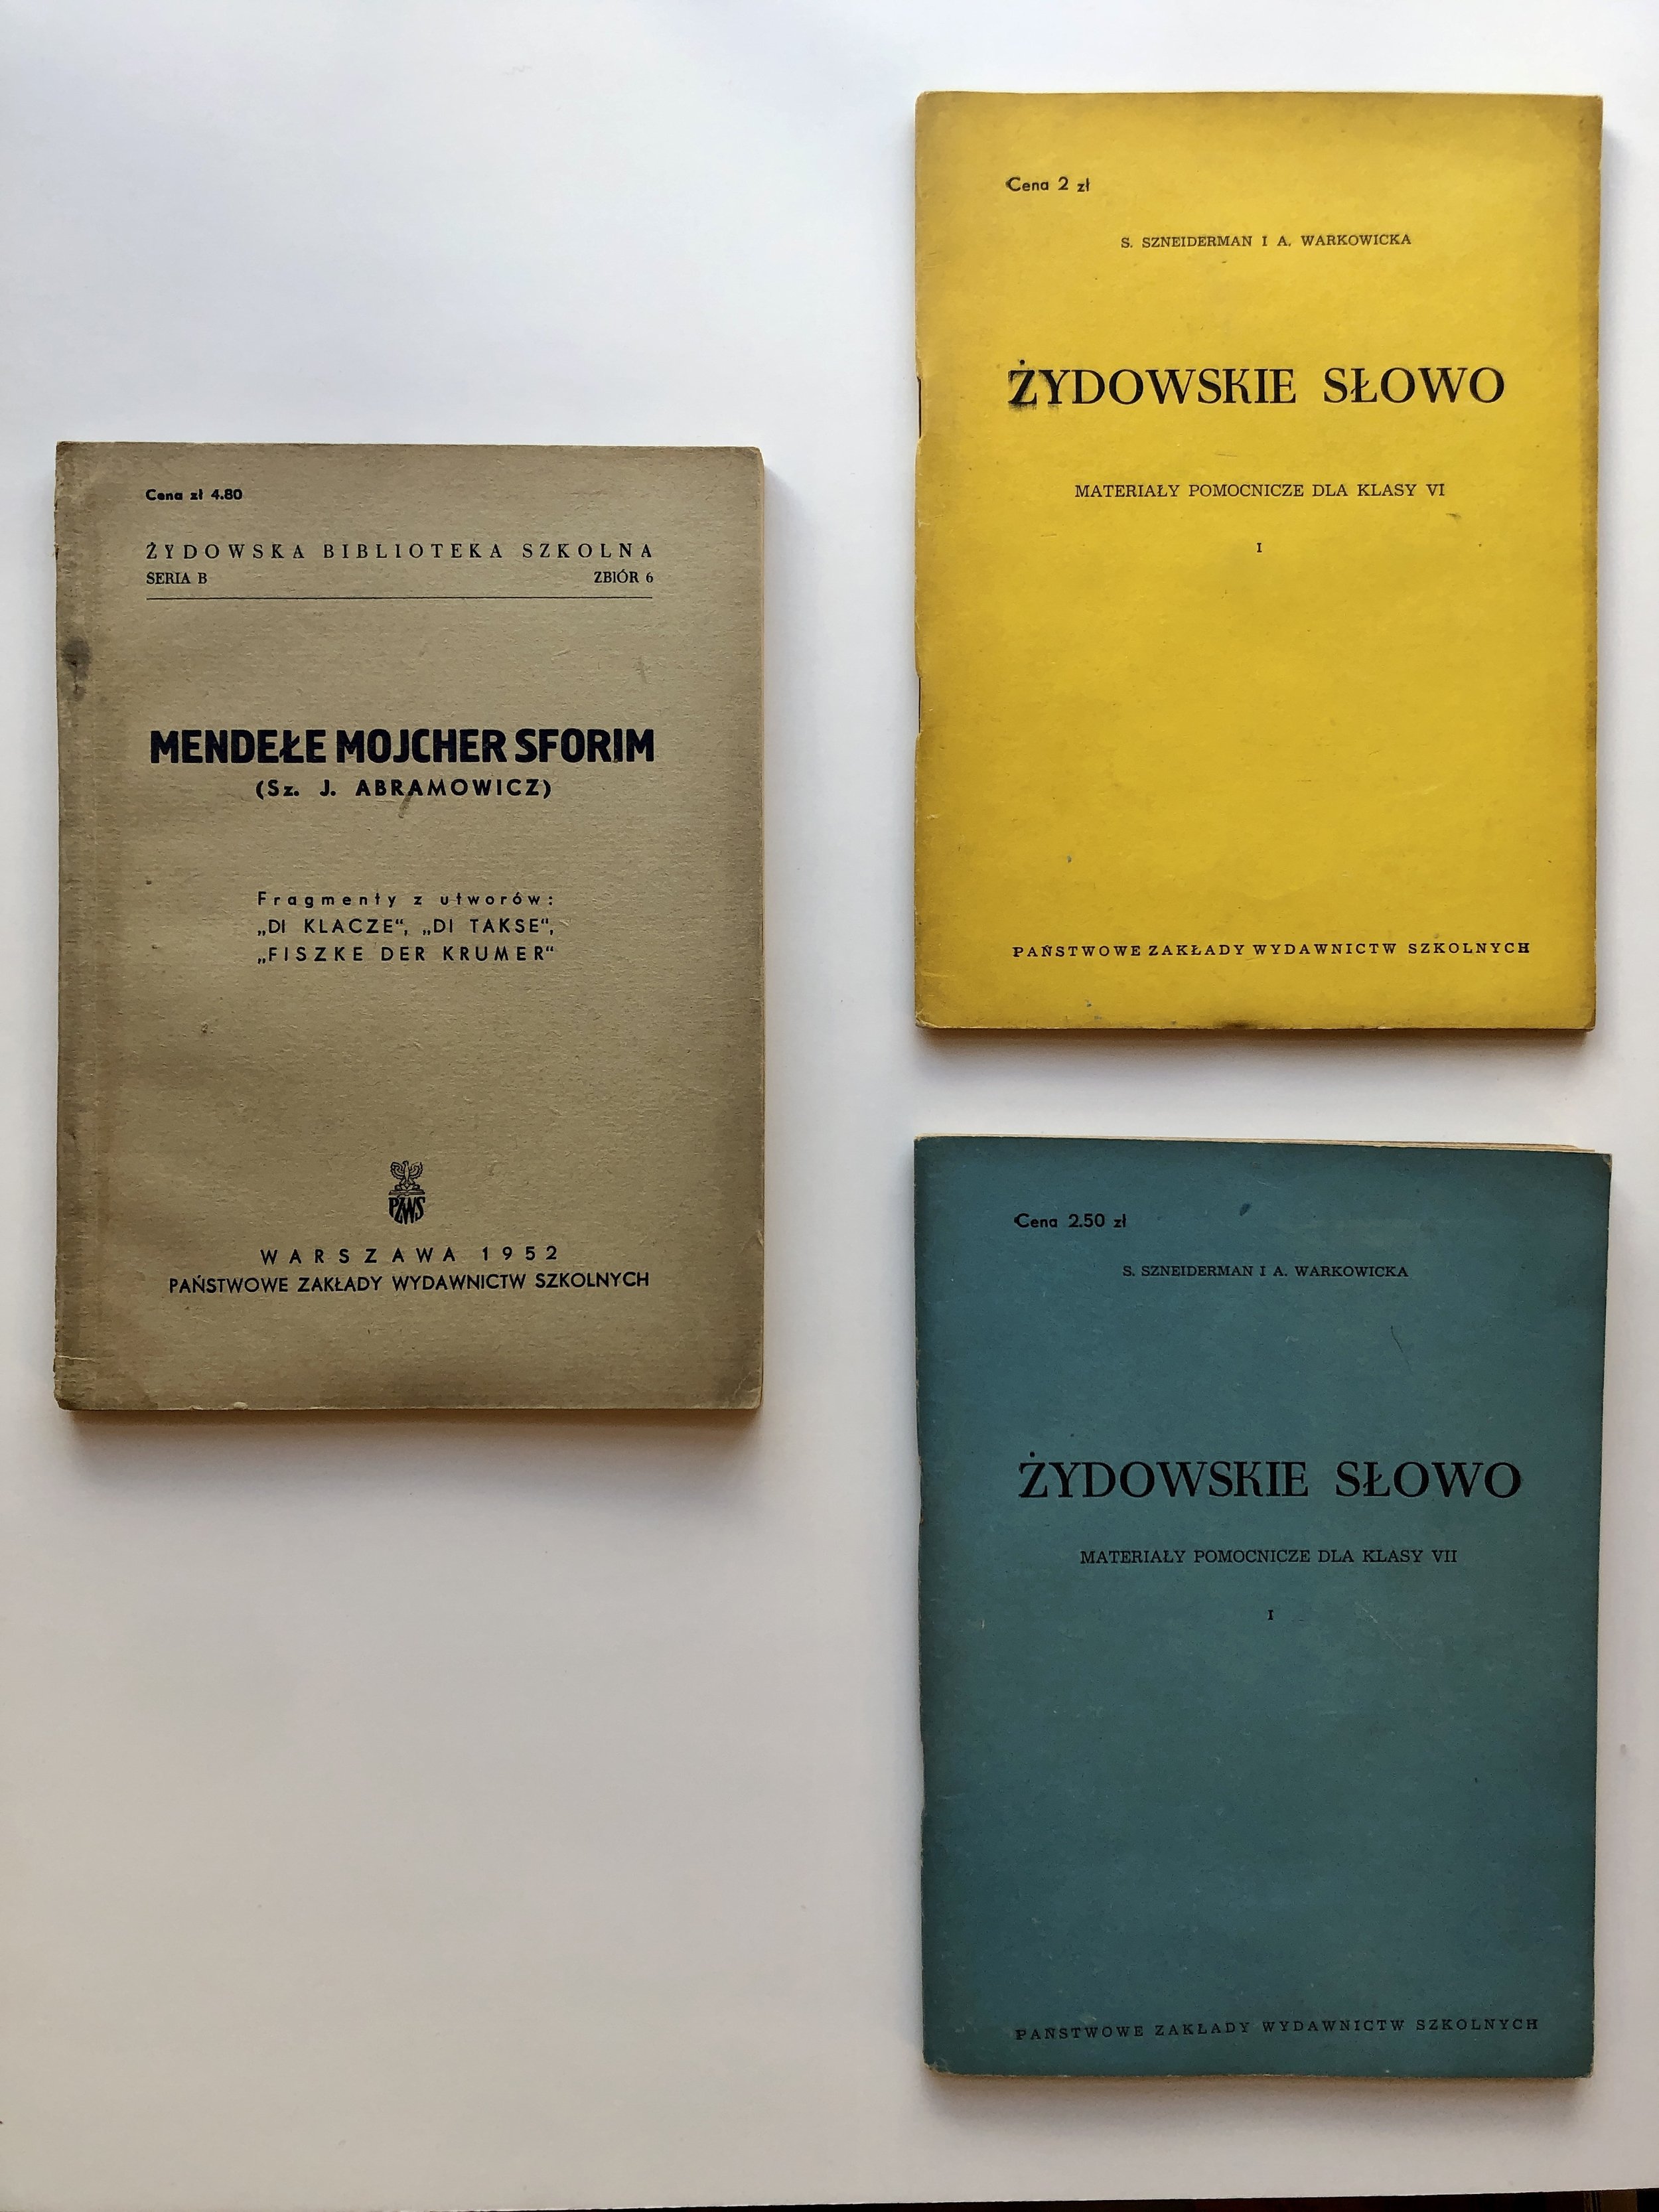 Cena zł 4.80
ŻYDOWSKA BIBLIOTEKA SZKOLNA
SERIA B ZBIÓR 6
MENDEŁE MOJCHER SFORIM
(Sz. J. ABRAMOWICZ)
Fragmenty z utworów:
„DI KLACZE“, „DI TAKSE“,
„FISZKE DER KRUMER“
PZWS
WARSZAWA 1952
PAŃSTWOWE ZAKŁADY WYDAWNICTW SZKOLNYCH
Cena 2 zł
S. SZNEIDERMAN I A. WARKOWICKA
ŻYDOWSKIE SŁOWO
MATERIAŁY POMOCNICZE DLA KLASY VI
I
PAŃSTWOWE ZAKŁADY WYDAWNICTW SZKOLNYCH
Cena 2.50 zł
S. SZNEIDERMAN I A. WARKOWICKA
ŻYDOWSKIE SŁOWO
MATERIAŁY POMOCNICZE DLA KLASY VII
I
PAŃSTWOWE ZAKŁADY WYDAWNICTW SZKOLNYCH